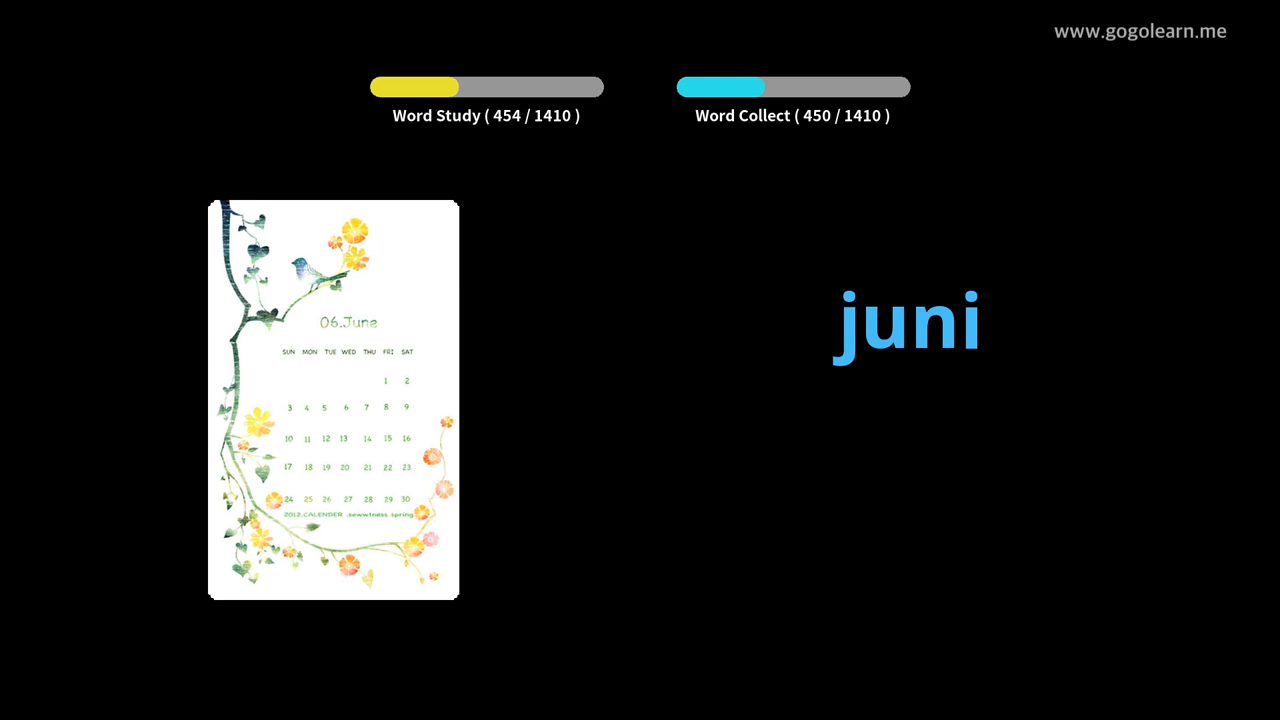 www.gogolearn.me
Word Study ( 454 / 1410 )
Word Collect ( 450 / 1410 )
06.June
SUN MON TUE WED THU FRI SAT
1 2
3 4 5 6 7 8 9
10 11 12 13 14 15 16
17 18 19 20 21 22 23
24 25 26 27 28 29 30
2012.CALENDER .sewwtness spring
juni